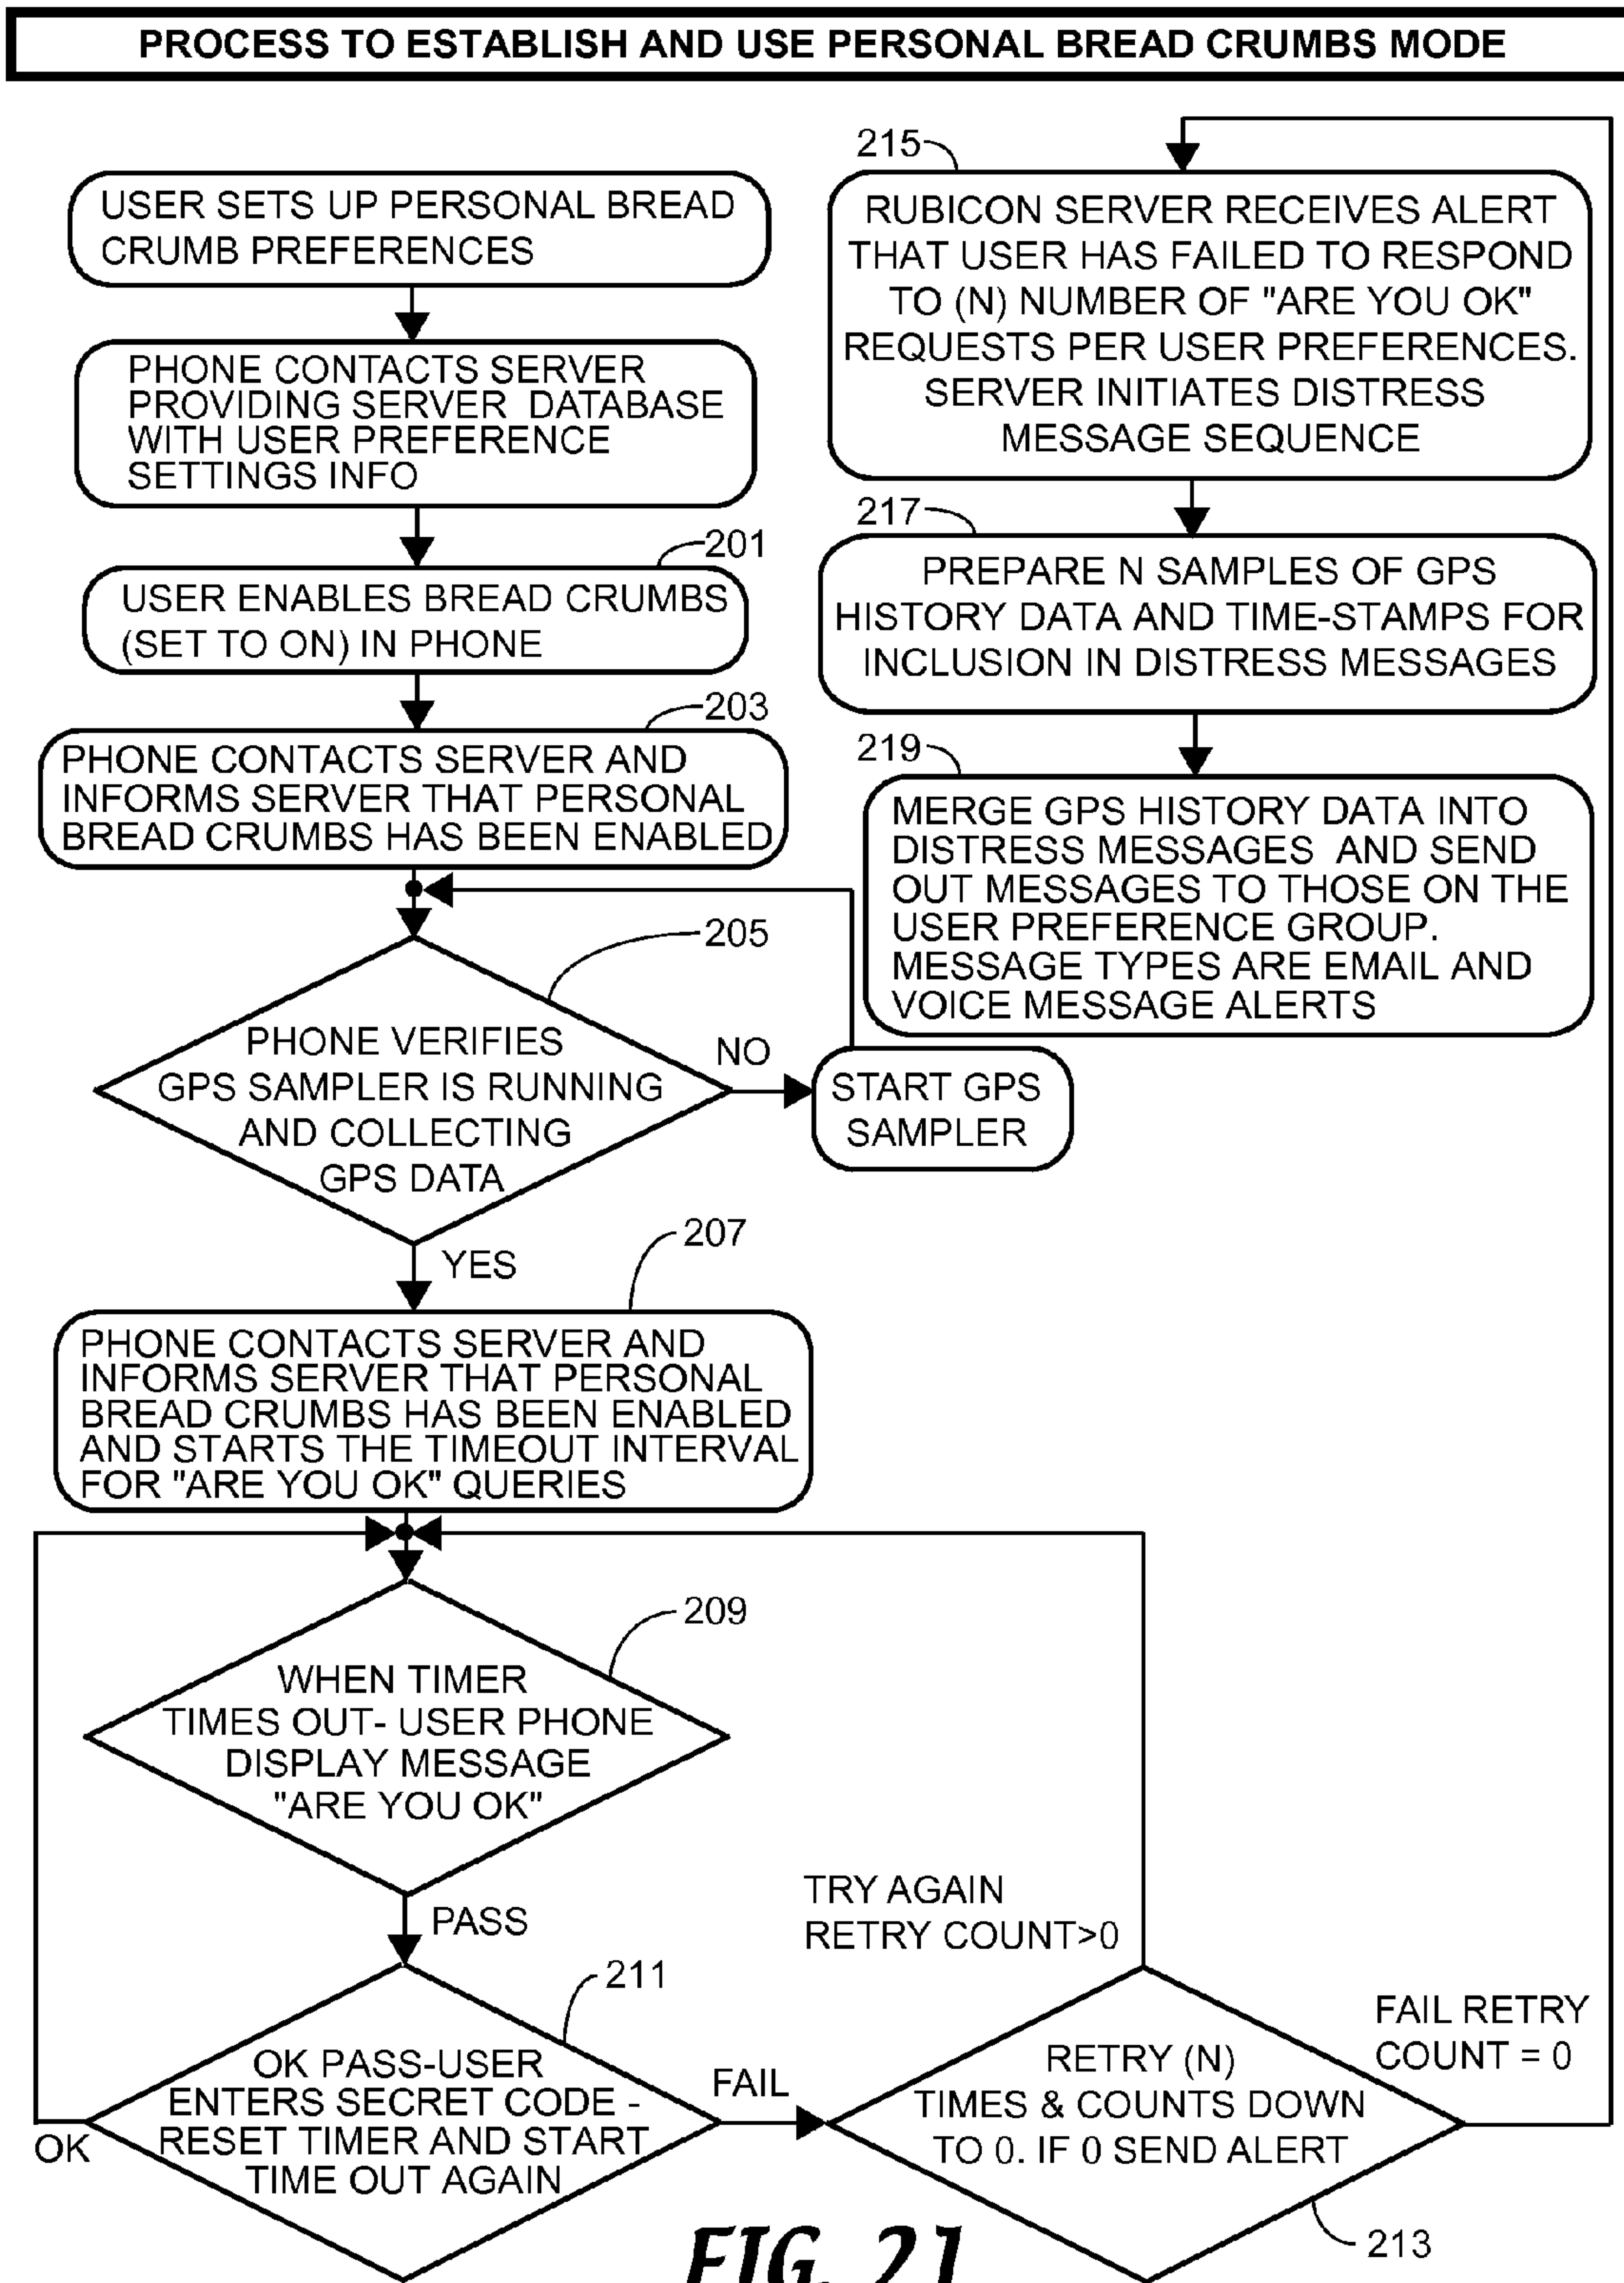 PROCESS TO ESTABLISH AND USE PERSONAL BREAD CRUMBS MODE
USER SETS UP PERSONAL BREAD
CRUMB PREFERENCES
PHONE CONTACTS SERVER
PROVIDING SERVER DATABASE
WITH USER PREFERENCE
SETTINGS INFO
201
USER ENABLES BREAD CRUMBS
(SET TO ON) IN PHONE
203
PHONE CONTACTS SERVER AND
INFORMS SERVER THAT PERSONAL
BREAD CRUMBS HAS BEEN ENABLED
205
PHONE VERIFIES
GPS SAMPLER IS RUNNING
AND COLLECTING
GPS DATA
NO
START GPS
SAMPLER
YES
207
PHONE CONTACTS SERVER AND
INFORMS SERVER THAT PERSONAL
BREAD CRUMBS HAS BEEN ENABLED
AND STARTS THE TIMEOUT INTERVAL
FOR "ARE YOU OK" QUERIES
209
WHEN TIMER
TIMES OUT- USER PHONE
DISPLAY MESSAGE
"ARE YOU OK"
PASS
211
OK PASS-USER
ENTERS SECRET CODE -
RESET TIMER AND START
TIME OUT AGAIN
OK
FAIL
TRY AGAIN
RETRY COUNT>0
RETRY (N)
TIMES & COUNTS DOWN
TO 0. IF 0 SEND ALERT
213
FAIL RETRY
COUNT = 0
215
RUBICON SERVER RECEIVES ALERT
THAT USER HAS FAILED TO RESPOND
TO (N) NUMBER OF "ARE YOU OK"
REQUESTS PER USER PREFERENCES.
SERVER INITIATES DISTRESS
MESSAGE SEQUENCE
217
PREPARE N SAMPLES OF GPS
HISTORY DATA AND TIME-STAMPS FOR
INCLUSION IN DISTRESS MESSAGES
219
MERGE GPS HISTORY DATA INTO
DISTRESS MESSAGES AND SEND
OUT MESSAGES TO THOSE ON THE
USER PREFERENCE GROUP.
MESSAGE TYPES ARE EMAIL AND
VOICE MESSAGE ALERTS
FIG. 21